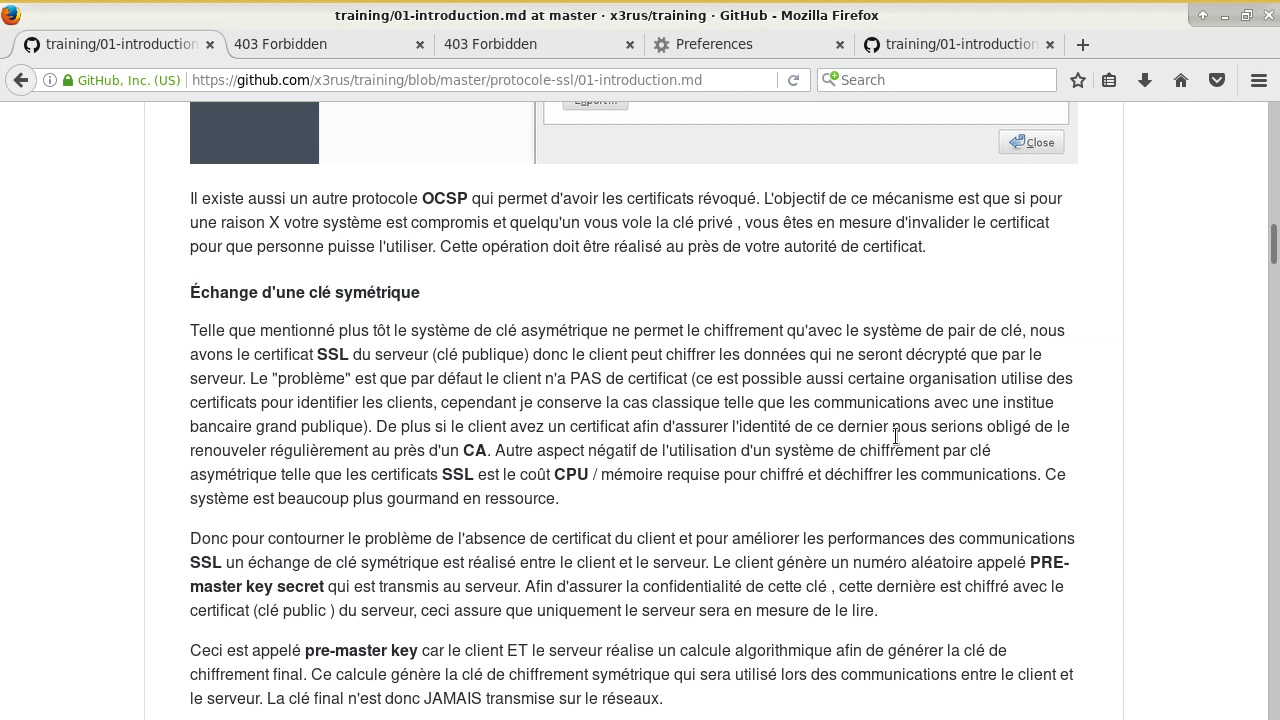 training/01-introduction.md at master · x3rus/training · GitHub - Mozilla Firefox
training/01-introduction
403 Forbidden
403 Forbidden
Preferences
training/01-introduction
GitHub, Inc. (US)
https://github.com/x3rus/training/blob/master/protocole-ssl/01-introduction.md
Search
Export...
Close
Il existe aussi un autre protocole OCSP qui permet d'avoir les certificats révoqué. L'objectif de ce mécanisme est que si pour
une raison X votre système est compromis et quelqu'un vous vole la clé privé , vous êtes en mesure d'invalider le certificat
pour que personne puisse l'utiliser. Cette opération doit être réalisé au près de votre autorité de certificat.
Échange d'une clé symétrique
Telle que mentionné plus tôt le système de clé asymétrique ne permet le chiffrement qu'avec le système de pair de clé, nous
avons le certificat SSL du serveur (clé publique) donc le client peut chiffrer les données qui ne seront décrypté que par le
serveur. Le "problème" est que par défaut le client n'a PAS de certificat (ce est possible aussi certaine organisation utilise des
certificats pour identifier les clients, cependant je conserve la cas classique telle que les communications avec une institue
bancaire grand publique). De plus si le client avez un certificat afin d'assurer l'identité de ce dernier nous serions obligé de le
renouveler régulièrement au près d'un CA. Autre aspect négatif de l'utilisation d'un système de chiffrement par clé
asymétrique telle que les certificats SSL est le coût CPU / mémoire requise pour chiffré et déchiffrer les communications. Ce
système est beaucoup plus gourmand en ressource.
Donc pour contourner le problème de l'absence de certificat du client et pour améliorer les performances des communications
SSL un échange de clé symétrique est réalisé entre le client et le serveur. Le client génère un numéro aléatoire appelé PRE-
master key secret qui est transmis au serveur. Afin d'assurer la confidentialité de cette clé , cette dernière est chiffré avec le
certificat (clé public ) du serveur, ceci assure que uniquement le serveur sera en mesure de le lire.
Ceci est appelé pre-master key car le client ET le serveur réalise un calcule algorithmique afin de générer la clé de
chiffrement final. Ce calcule génère la clé de chiffrement symétrique qui sera utilisé lors des communications entre le client et
le serveur. La clé final n'est donc JAMAIS transmise sur le réseaux.